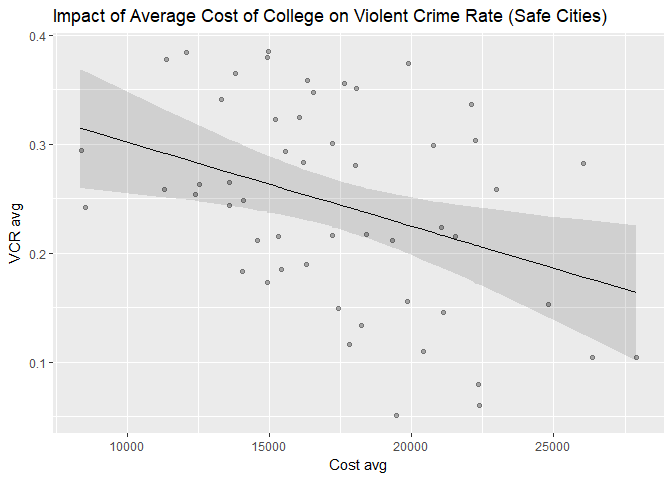 Impact of Average Cost of College on Violent Crime Rate (Safe Cities)
0.4
0.3
0.2
0.1
VCR avg
10000 15000 20000 25000
Cost avg